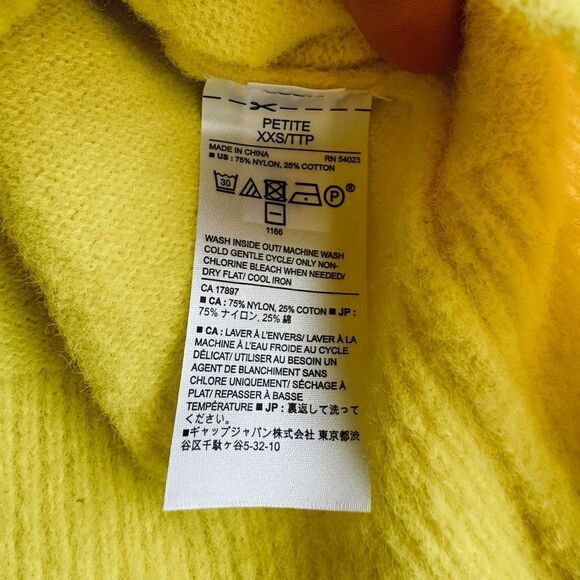 PETITE
XXS/TTP
MADE IN CHINA RN 54023
■ US : 75% NYLON, 25% COTTON
30 P ®
1166
WASH INSIDE OUT/ MACHINE WASH
COLD GENTLE CYCLE/ ONLY NON-
CHLORINE BLEACH WHEN NEEDED/
DRY FLAT/ COOL IRON
CA 17897
■ CA : 75% NYLON, 25% COTON ■ JP :
75% ナイロン, 25% 綿
■ CA : LAVER À L'ENVERS/ LAVER À LA
MACHINE À L'EAU FROIDE AU CYCLE
DÉLICAT/ UTILISER AU BESOIN UN
AGENT DE BLANCHIMENT SANS
CHLORE UNIQUEMENT/ SÉCHAGE À
PLAT/ REPASSER À BASSE
TEMPÉRATURE ■ JP : 裏返して洗って
ください。
■ギャップジャパン株式会社 東京都渋
谷区千駄ヶ谷5-32-10